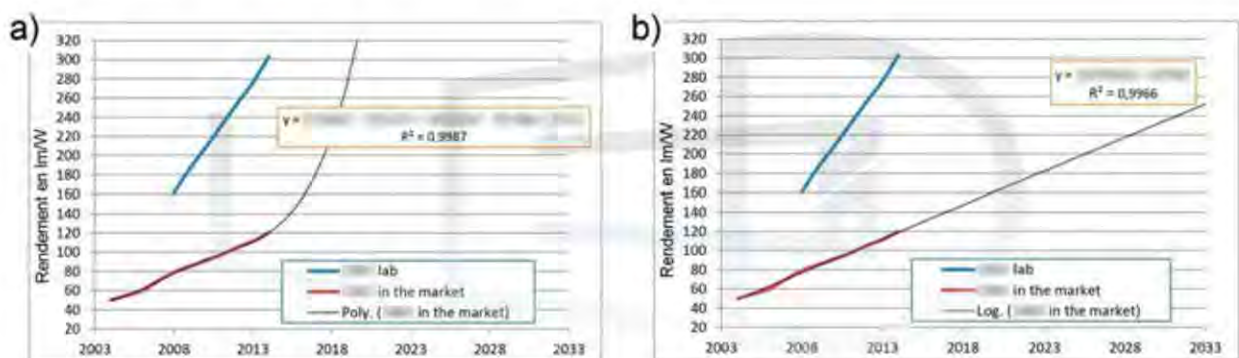 a)
Rendement en lm/W
320
300
280
260
240
220
200
180
160
140
120
100
80
60
40
20
y =
R² = 0,9987
lab
in the market
Poly. ( in the market)
2003 2008 2013 2018 2023 2028 2033
b)
Rendement en lm/W
320
300
280
260
240
220
200
180
160
140
120
100
80
60
40
20
y =
R² = 0,9966
lab
in the market
Log. ( in the market)
2003 2008 2013 2018 2023 2028 2033